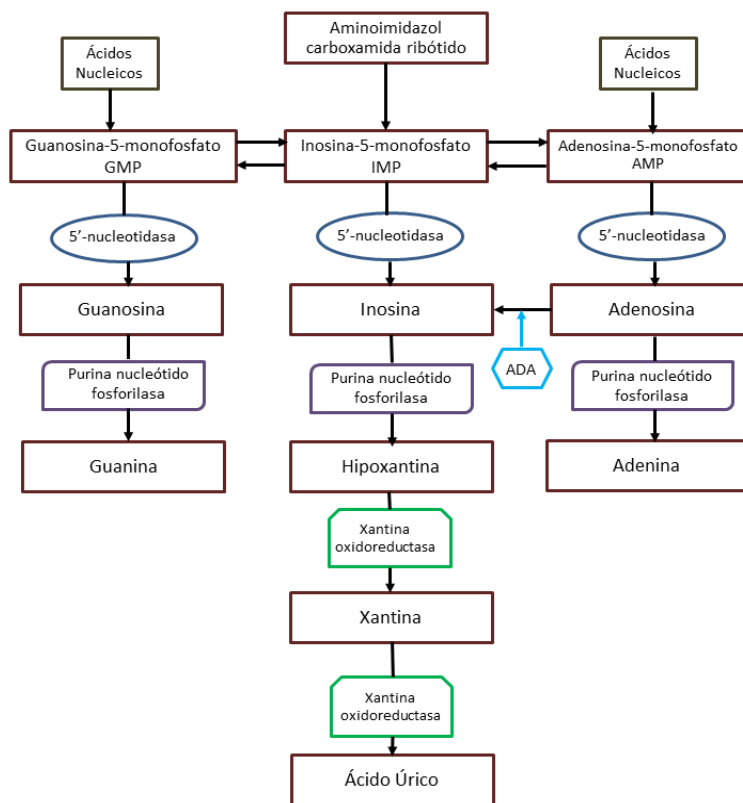 Aminoimidazol
carboxamida ribótido
Ácidos
Nucleicos
Ácidos
Nucleicos
Guanosina-5-monofosfato
GMP
Inosina-5-monofosfato
IMP
Adenosina-5-monofosfato
AMP
5’-nucleotidasa
5’-nucleotidasa
5’-nucleotidasa
Guanosina
Inosina
Adenosina
ADA
Purina nucleótido
fosforilasa
Purina nucleótido
fosforilasa
Purina nucleótido
fosforilasa
Guanina
Hipoxantina
Adenina
Xantina
oxidoreductasa
Xantina
Xantina
oxidoreductasa
Ácido Úrico